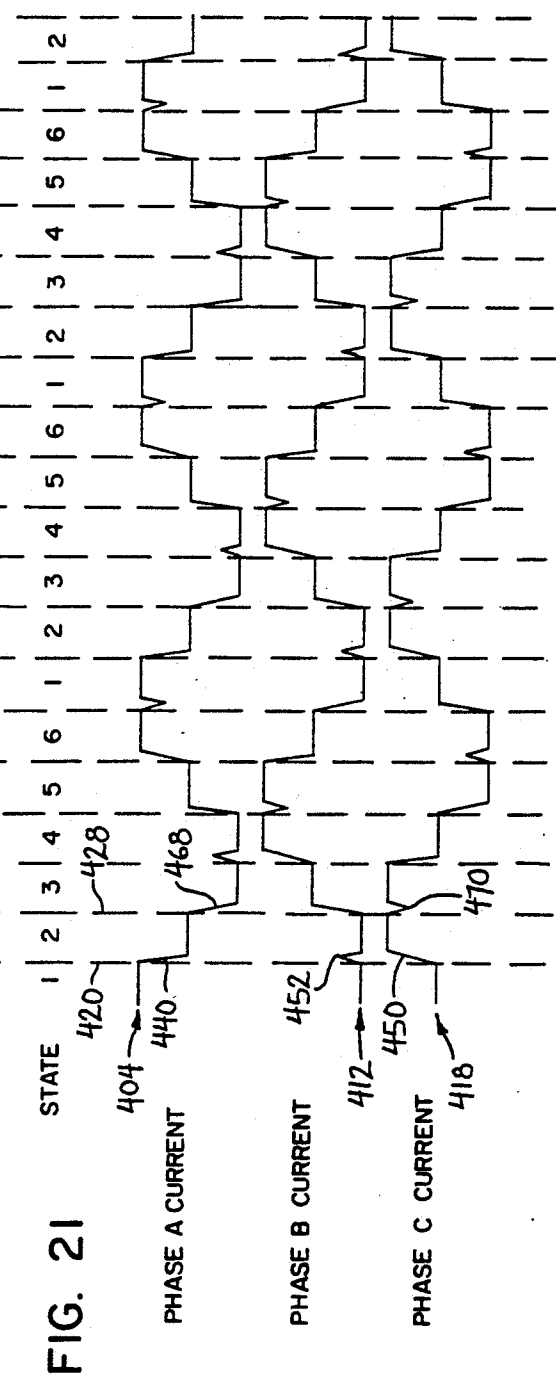 FIG. 21
STATE 1 2 3 4 5 6 1 2 3 4 5 6 1 2 3 4 5 6 1 2
420 428
404
440 468
PHASE A CURRENT
452
PHASE B CURRENT
412
450 470
PHASE C CURRENT
418